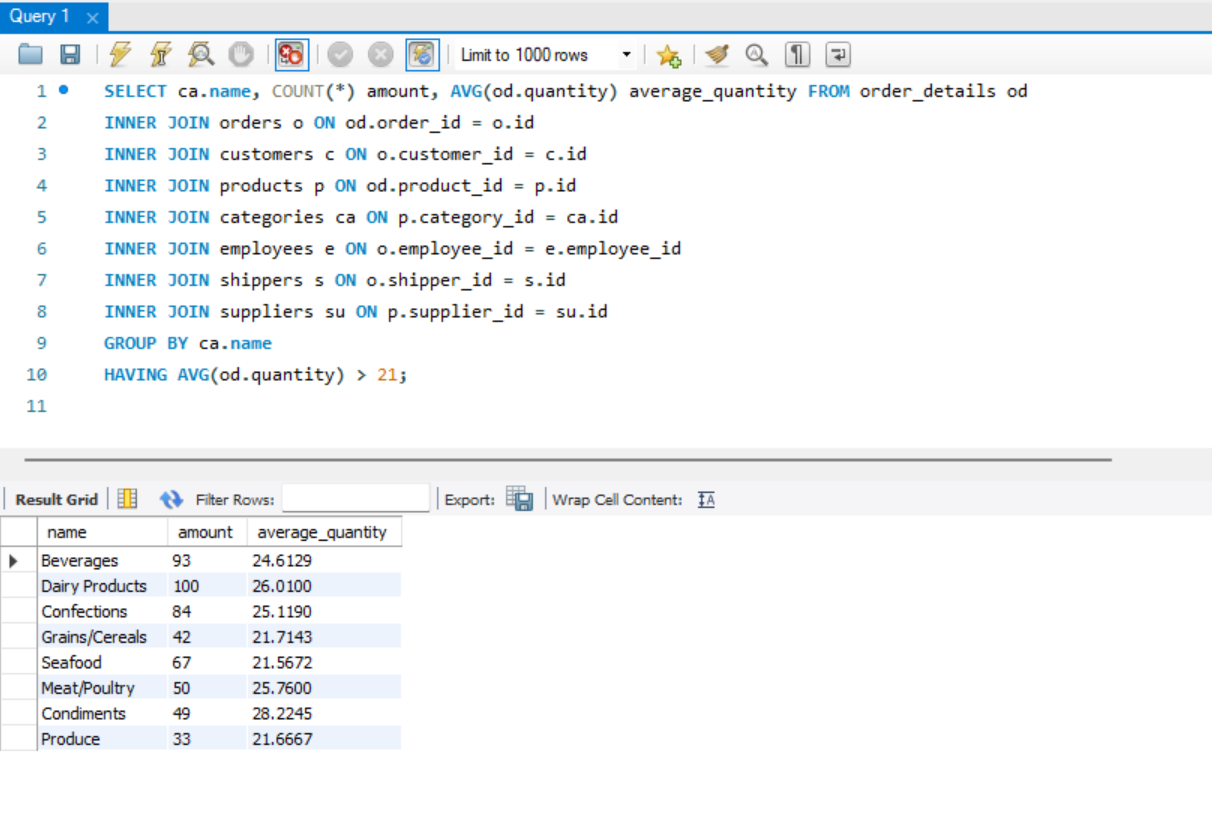 Query 1
Limit to 1000 rows
1 SELECT ca.name, COUNT(*) amount, AVG(od.quantity) average_quantity FROM order_details od
2 INNER JOIN orders o ON od.order_id = o.id
3 INNER JOIN customers c ON o.customer_id = c.id
4 INNER JOIN products p ON od.product_id = p.id
5 INNER JOIN categories ca ON p.category_id = ca.id
6 INNER JOIN employees e ON o.employee_id = e.employee_id
7 INNER JOIN shippers s ON o.shipper_id = s.id
8 INNER JOIN suppliers su ON p.supplier_id = su.id
9 GROUP BY ca.name
10 HAVING AVG(od.quantity) > 21;
11
Result Grid Filter Rows: Export: Wrap Cell Content: IA
name amount average_quantity
Beverages 93 24.6129
Dairy Products 100 26.0100
Confections 84 25.1190
Grains/Cereals 42 21.7143
Seafood 67 21.5672
Meat/Poultry 50 25.7600
Condiments 49 28.2245
Produce 33 21.6667